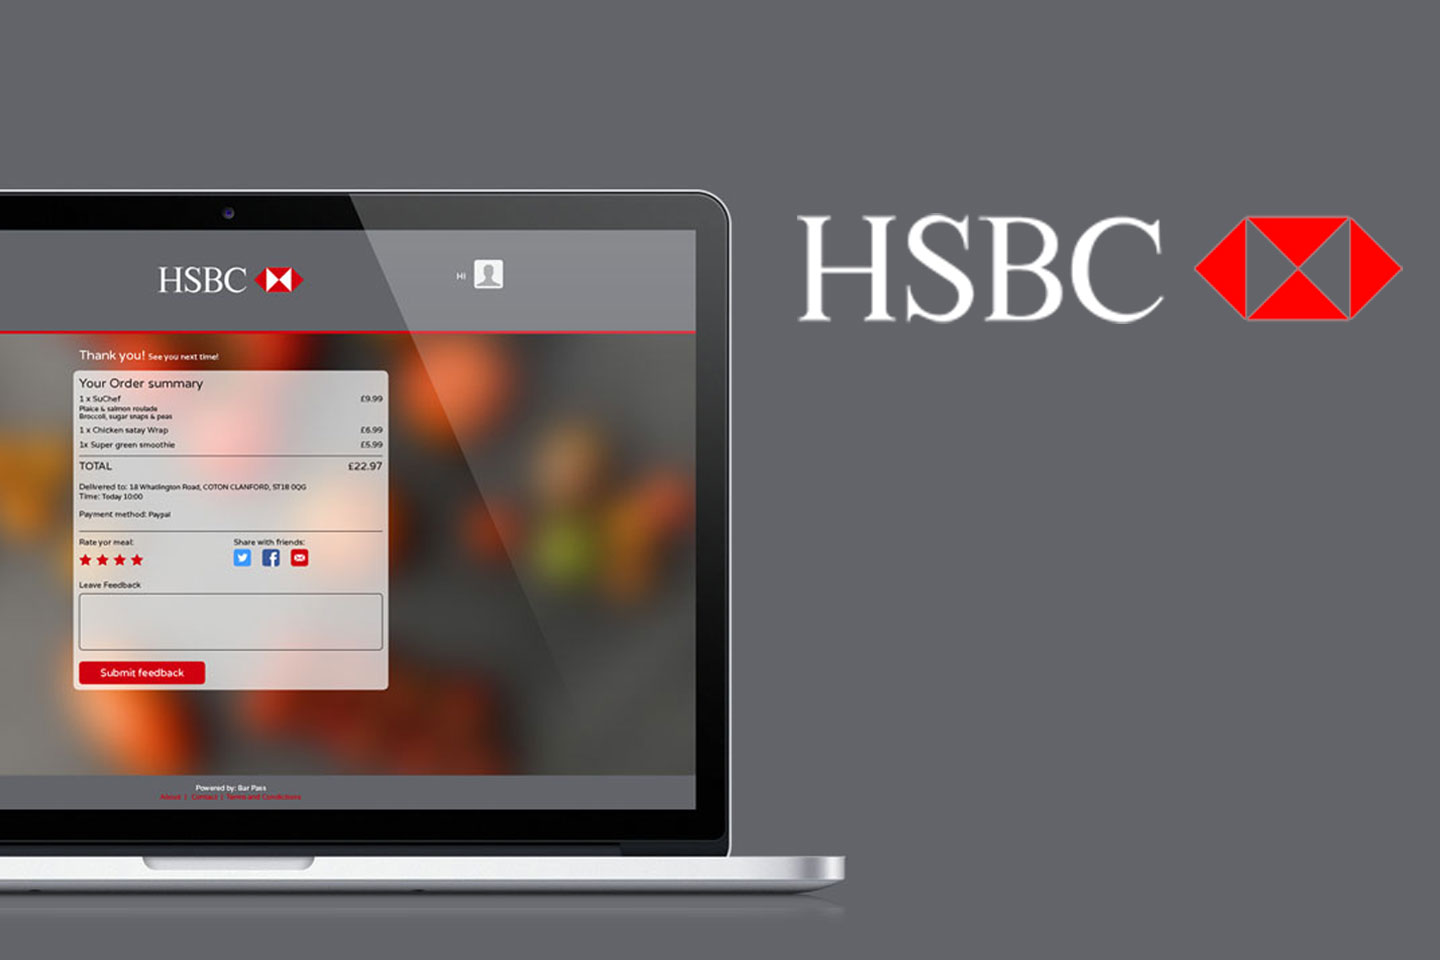 HSBC
HSBC
HI
Thank you! See you next time!
Your Order summary
1 x SuChef £9.99
Plaice & salmon roulade
Broccoli, sugar snaps & peas
1 x Chicken satay Wrap £6.99
1x Super green smoothie £5.99
TOTAL £22.97
Delivered to: 18 Whatlington Road, COTON CLANFORD, ST18 0QG
Time: Today 10:00
Payment method: Paypal
Rate yor meal: Share with friends:
Leave Feedback
Submit feedback
Powered by: Bar Pass
About | Contact | Terms and Condictions